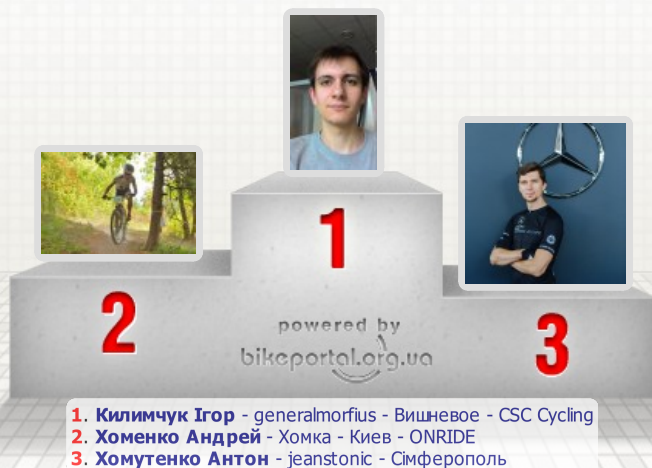 1
2
3
powered by
bikeportal.org.ua
1. Килимчук Ігор - generalmorfius - Вишневое - CSC Cycling
2. Хоменко Андрей - Хомка - Киев - ONRIDE
3. Хомутенко Антон - jeanstonic - Сімферополь